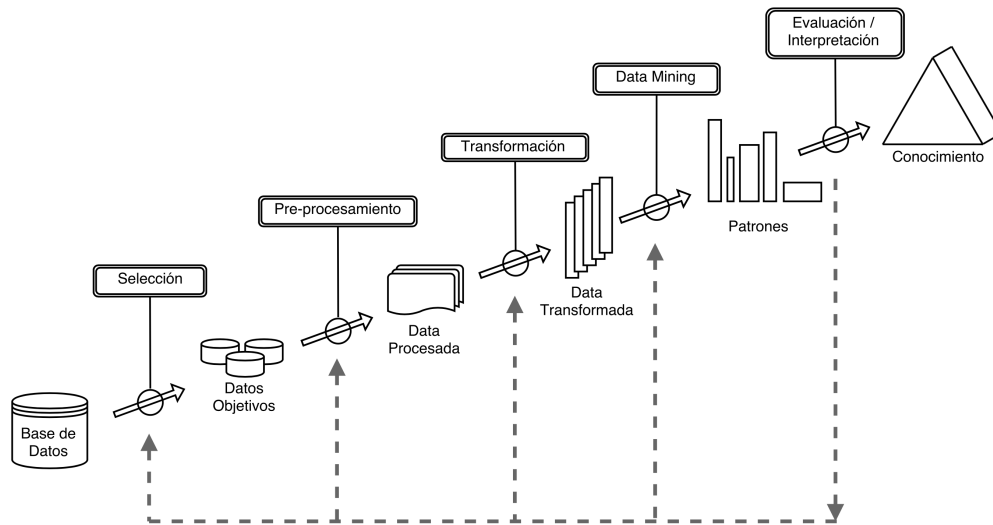 Evaluación /
Interpretación
Data Mining
Conocimiento
Transformación
Pre-procesamiento
Patrones
Selección
Data
Transformada
Data
Procesada
Datos
Objetivos
Base de
Datos